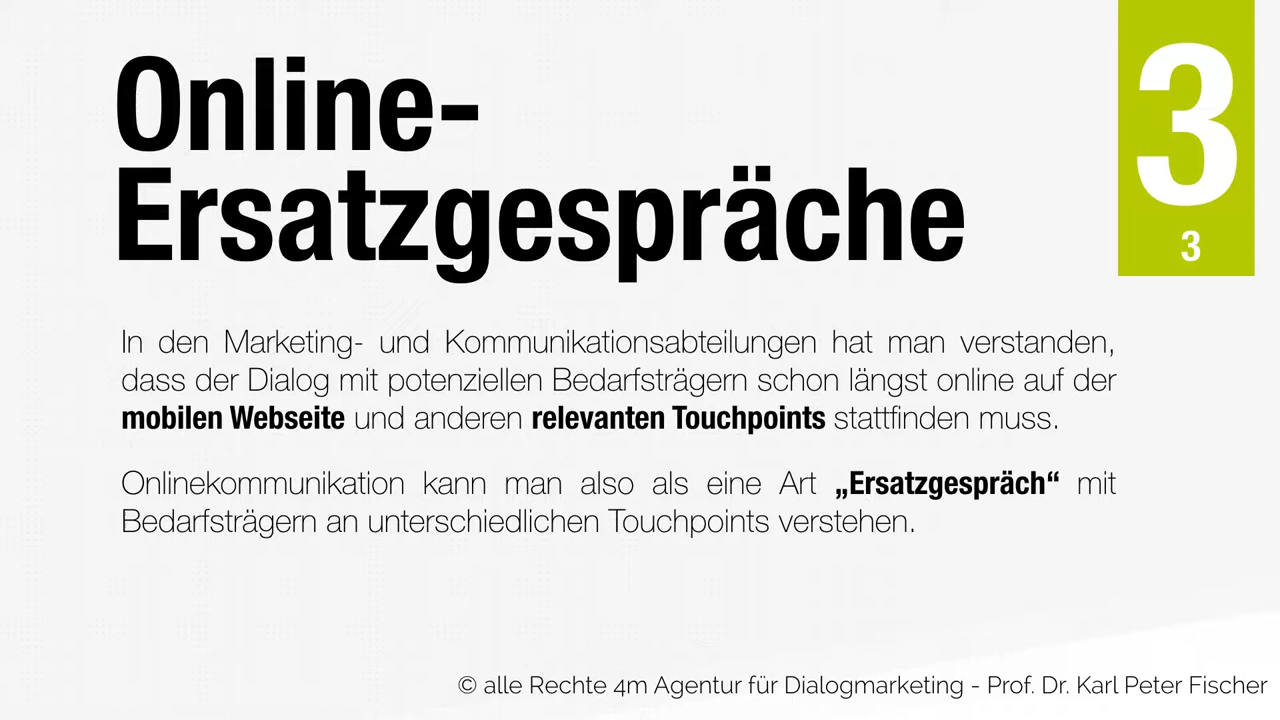 Online-
Ersatzgespräche
3
3
In den Marketing- und Kommunikationsabteilungen hat man verstanden,
dass der Dialog mit potenziellen Bedarfsträgern schon längst online auf der
mobilen Webseite und anderen relevanten Touchpoints stattfinden muss.
Onlinekommunikation kann man also als eine Art „Ersatzgespräch“ mit
Bedarfsträgern an unterschiedlichen Touchpoints verstehen.
© alle Rechte 4m Agentur für Dialogmarketing - Prof. Dr. Karl Peter Fischer